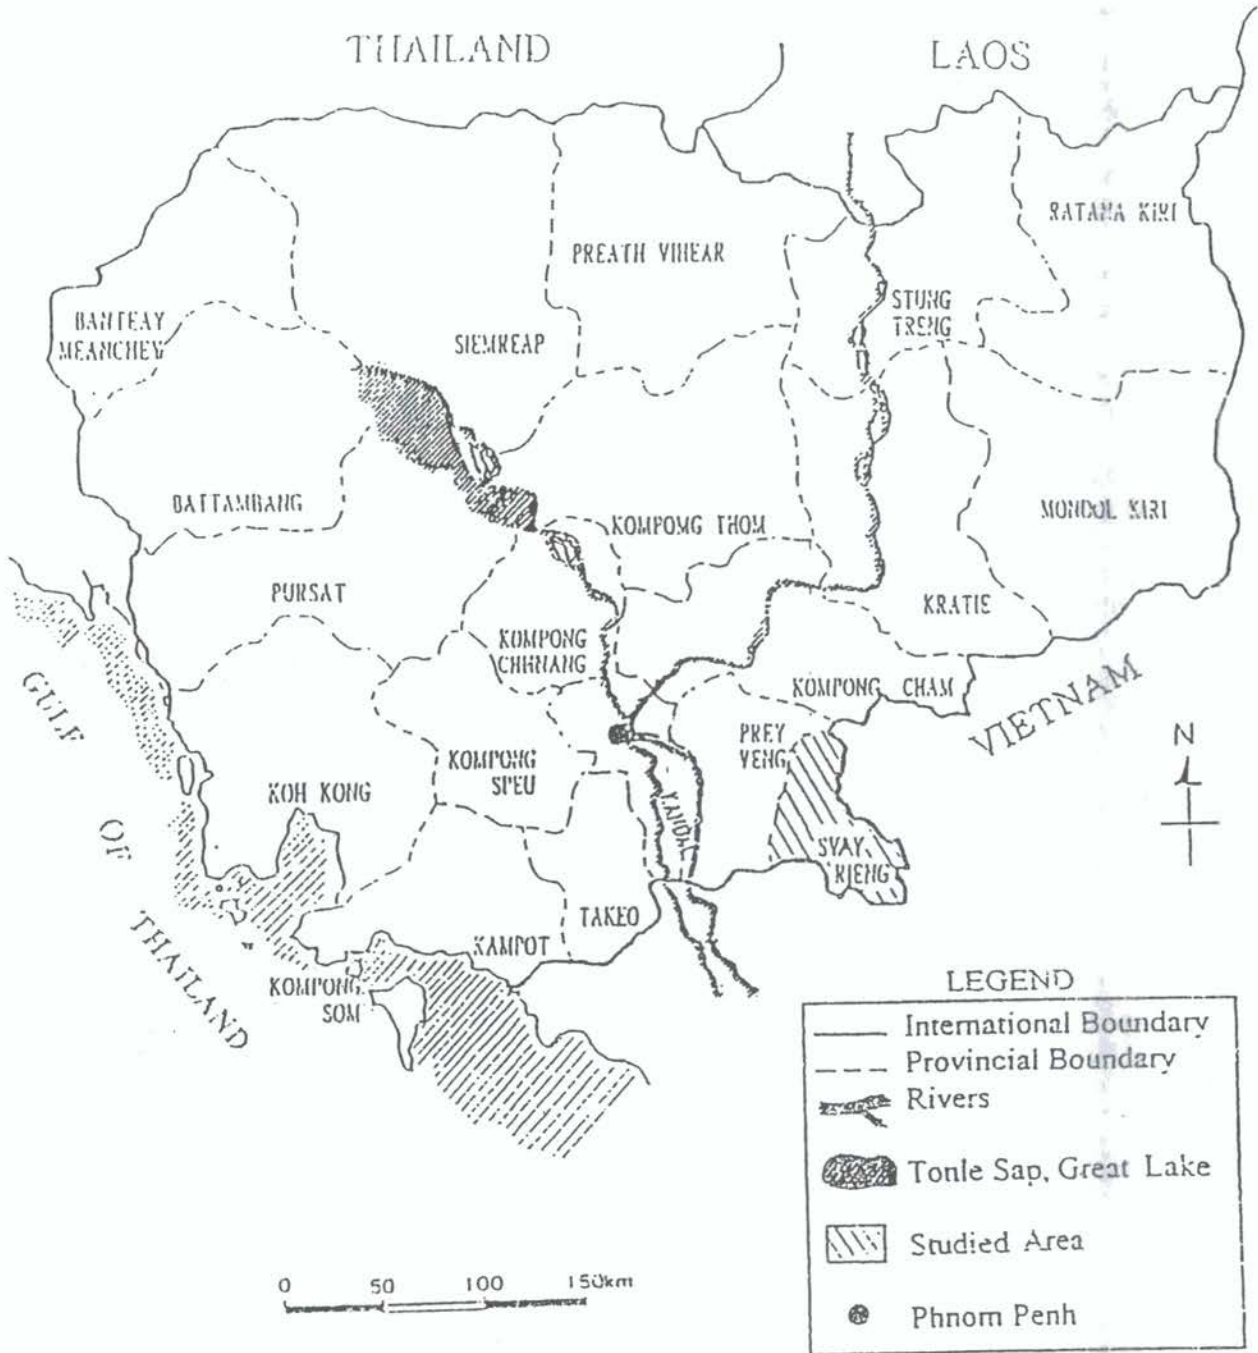 THAILAND
LAOS
RATANA KIRI
PREATH VIHEAR
STUNG
TRENG
BANTEAY
MEANCHEY
SIEMREAP
BATTAMBANG
KOMPOMG THOM
MONDOL KIRI
PURSAT
KRATIE
KOMPONG
CHHNANG
KOMPONG CHAM
VIETNAM
GULF
OF
THAILAND
PREY
VENG
KOMPONG
SPEU
KOH KONG
KANDAL
SVAY
RIENG
N
TAKEO
KAMPOT
KOMPONG
SOM
LEGEND
International Boundary
Provincial Boundary
Rivers
Tonle Sap, Great Lake
Studied Area
Phnom Penh
0 50 100 150km